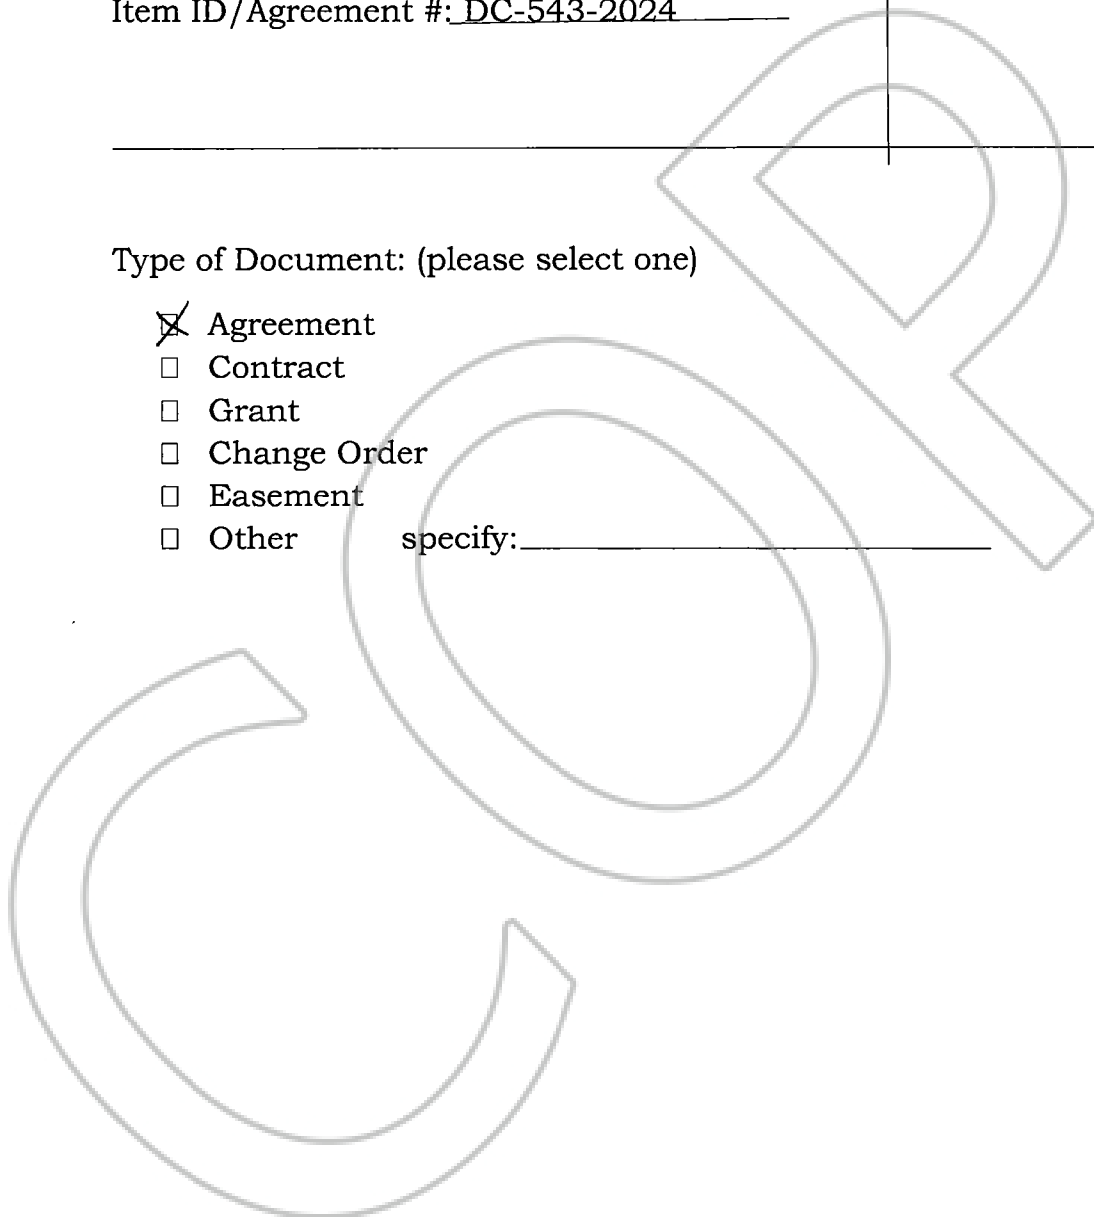 Item ID/Agreement #: DC-543-2024
Type of Document: (please select one)
☒ Agreement
☐ Contract
☐ Grant
☐ Change Order
☐ Easement
☐ Other specify:
COP